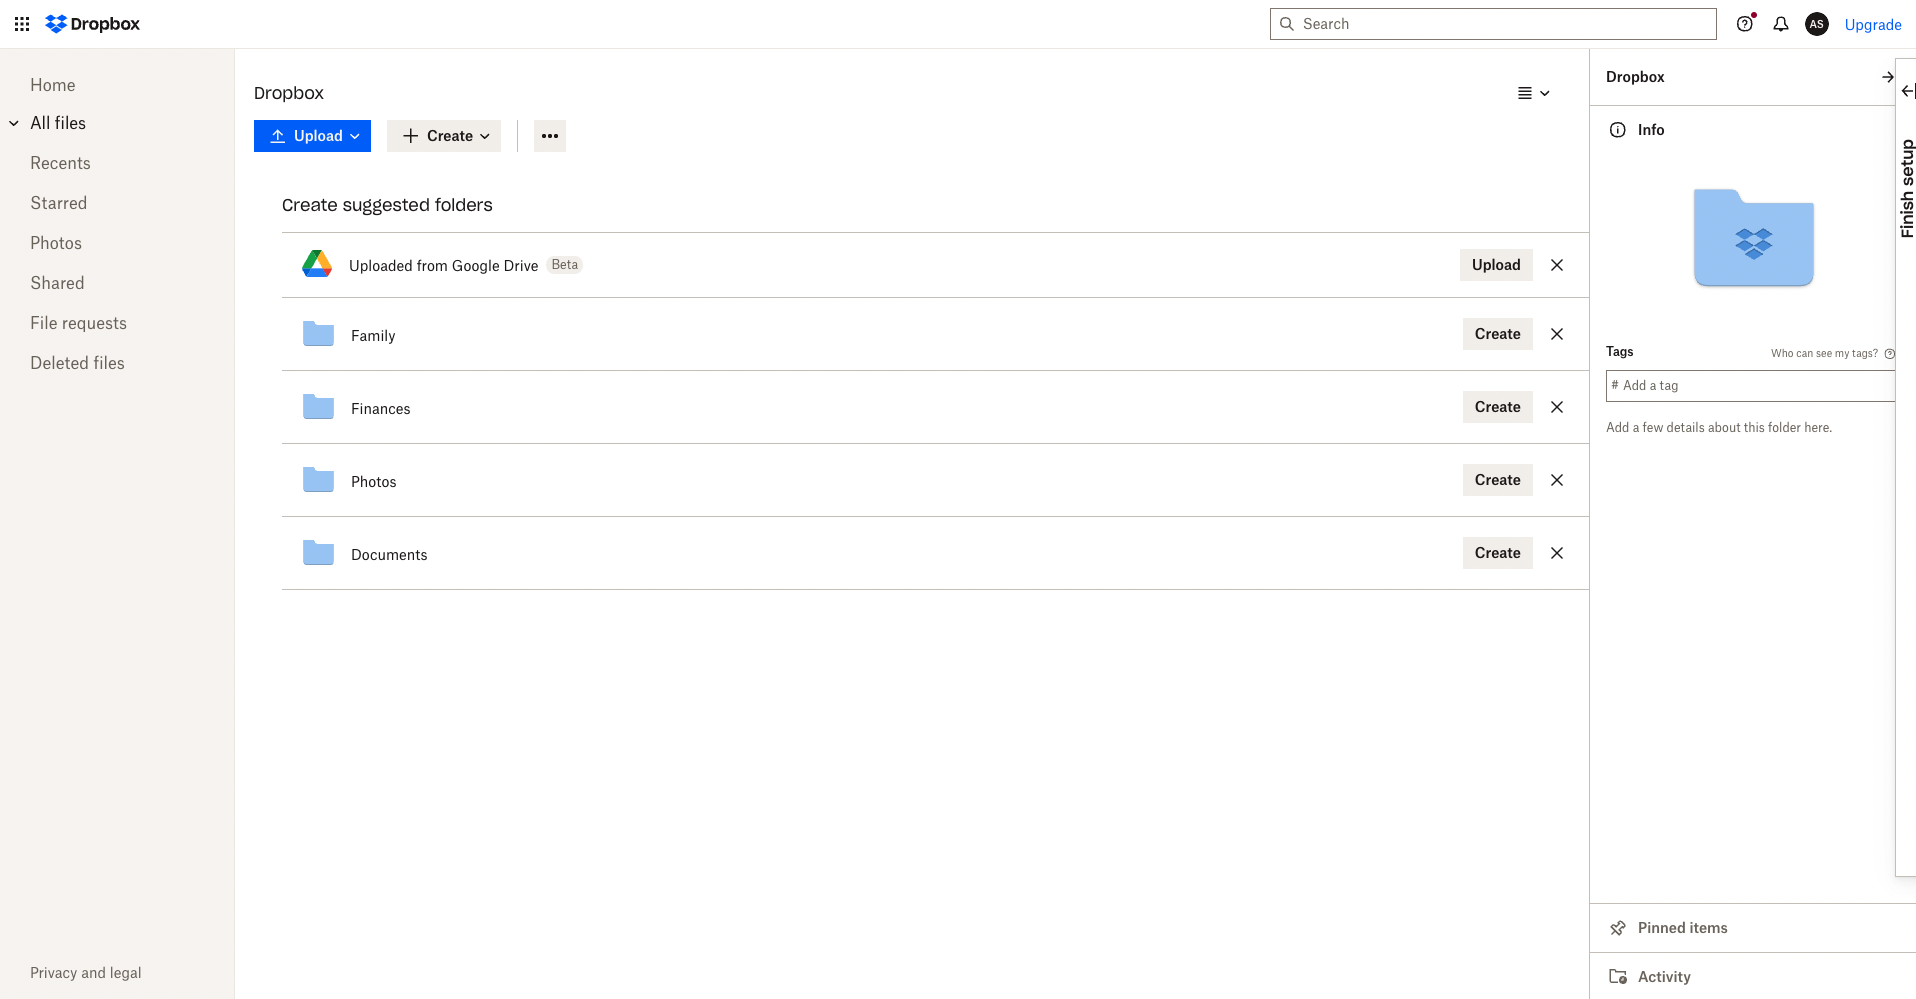 Dropbox
Search
AS
Upgrade
Home
All files
Recents
Starred
Photos
Shared
File requests
Deleted files
Privacy and legal
Dropbox
Upload
Create
Create suggested folders
Uploaded from Google Drive Beta
Upload
Family
Create
Finances
Create
Photos
Create
Documents
Create
Dropbox
Info
Tags
Who can see my tags?
# Add a tag
Add a few details about this folder here.
Pinned items
Activity
Finish setup